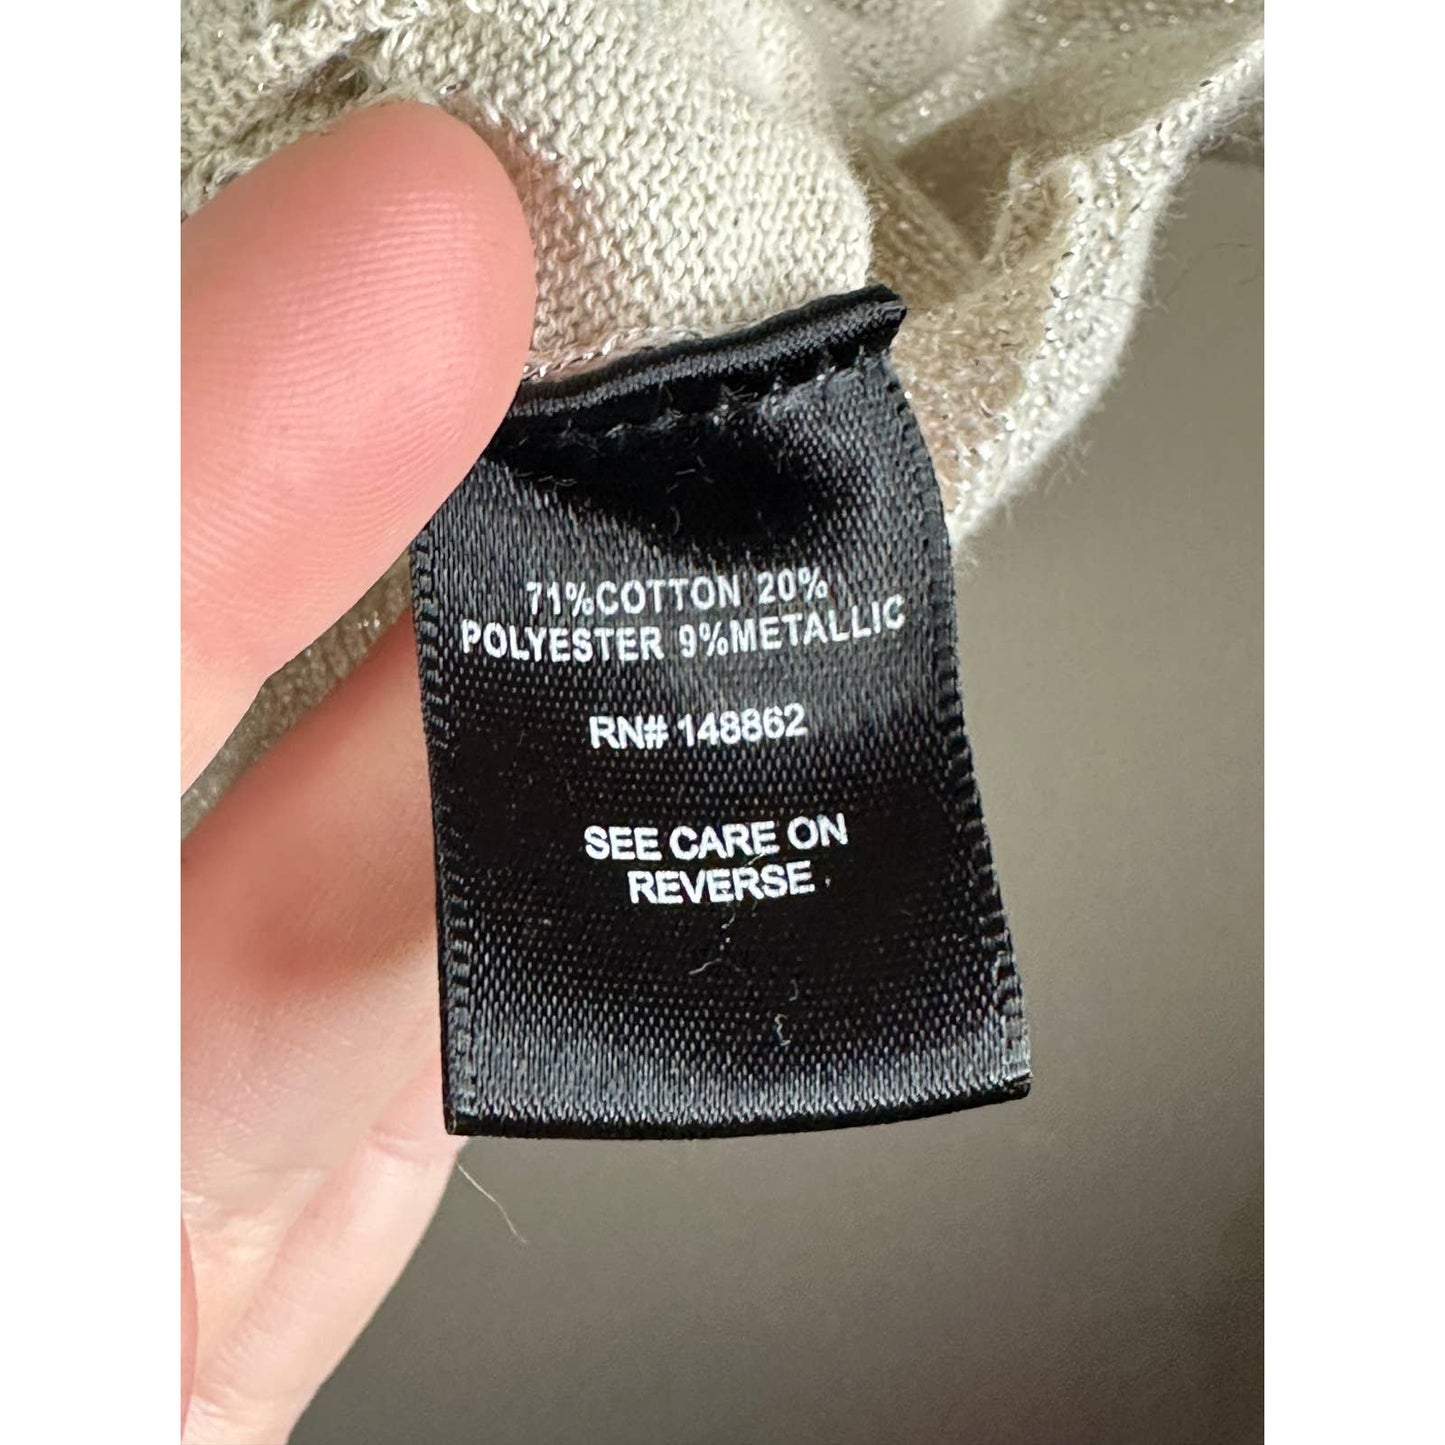 71%COTTON 20%
POLYESTER 9%METALLIC
RN# 148862
SEE CARE ON
REVERSE